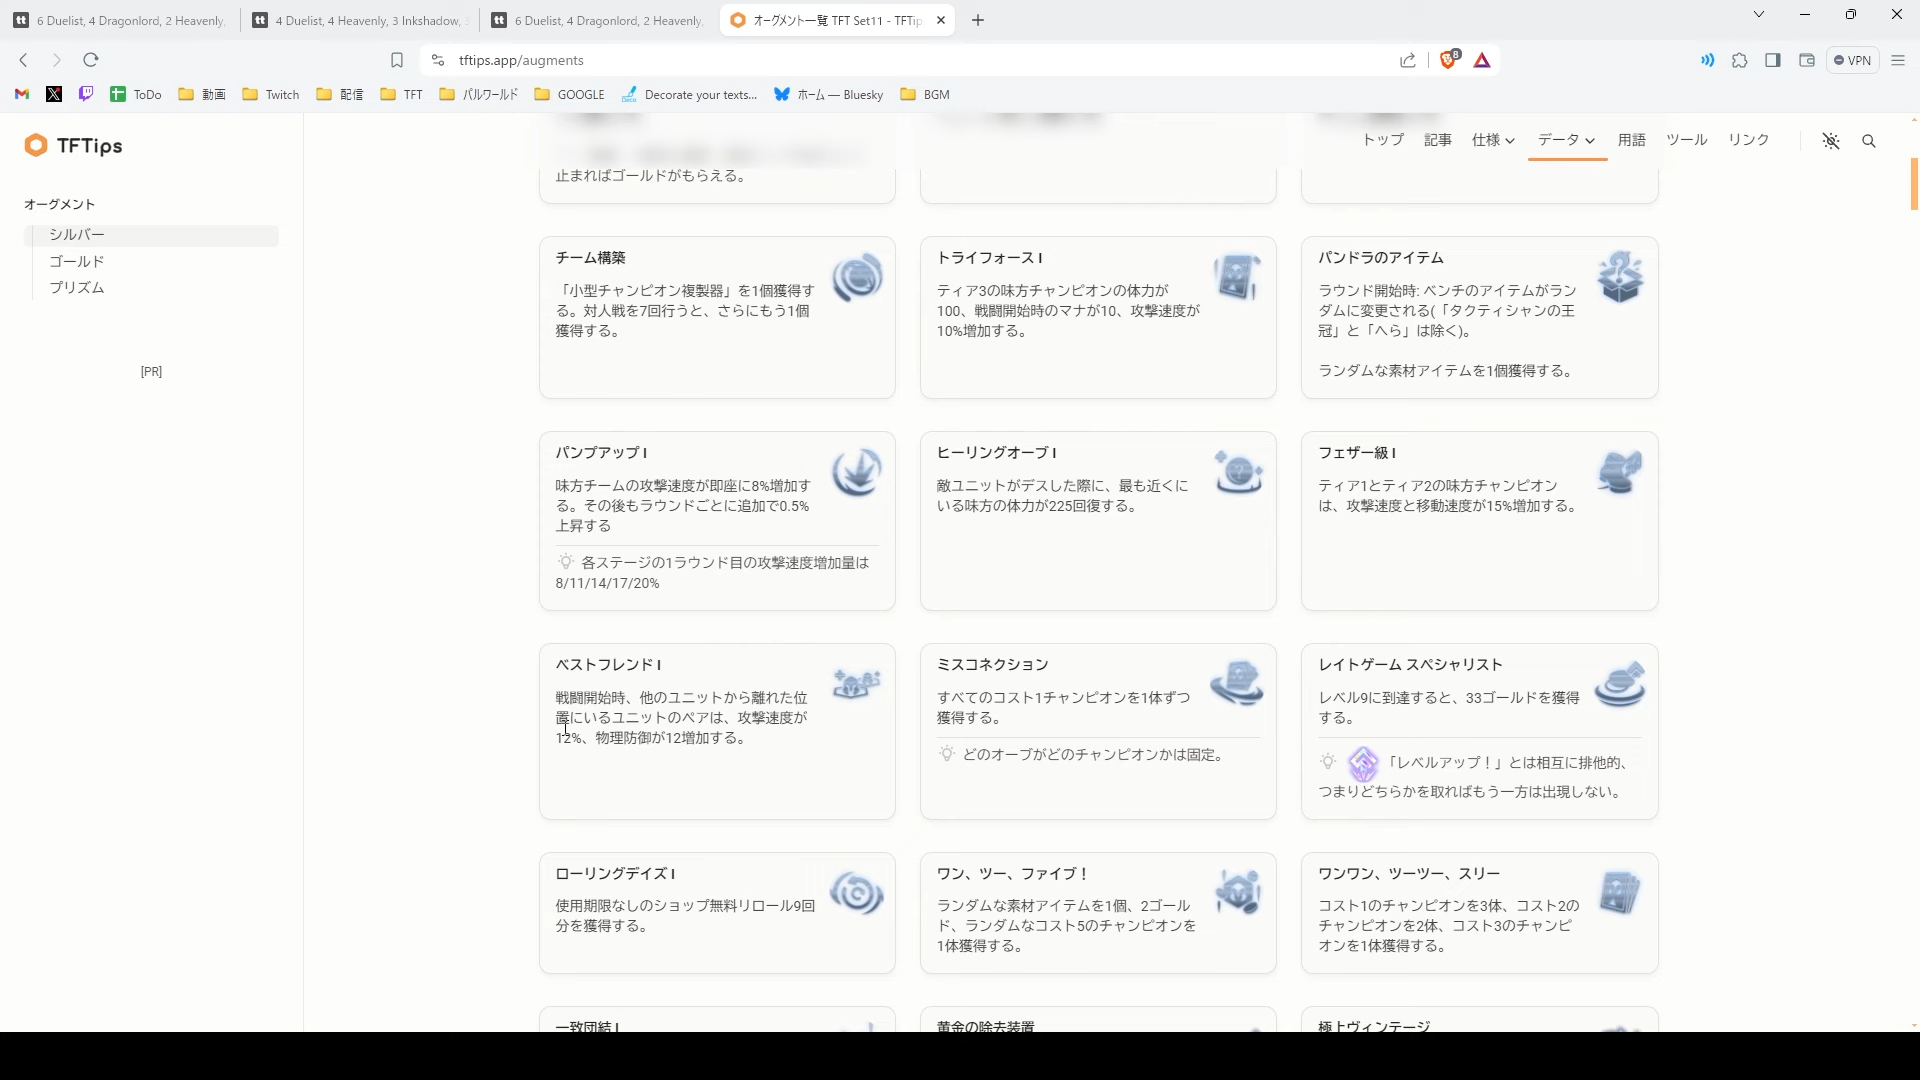 6 Duelist, 4 Dragonlord, 2 Heavenly,
4 Duelist, 4 Heavenly, 3 Inkshadow,
6 Duelist, 4 Dragonlord, 2 Heavenly,
オーグメント一覧 TFT Set11 - TFTip
tftips.app/augments
8
VPN
ToDo
動画
Twitch
配信
TFT
パルワールド
GOOGLE
Decorate your texts...
ホーム — Bluesky
BGM
TFTips
トップ 記事 仕様 データ 用語 ツール リンク
オーグメント
シルバー
ゴールド
プリズム
[PR]
止まればゴールドがもらえる。
チーム構築
「小型チャンピオン複製器」を1個獲得す
る。対人戦を7回行うと、さらにもう1個
獲得する。
トライフォース I
ティア3の味方チャンピオンの体力が
100、戦闘開始時のマナが10、攻撃速度が
10%増加する。
パンドラのアイテム
ラウンド開始時: ベンチのアイテムがラン
ダムに変更される(「タクティシャンの王
冠」と「へら」は除く)。
ランダムな素材アイテムを1個獲得する。
パンプアップ I
味方チームの攻撃速度が即座に8%増加す
る。その後もラウンドごとに追加で0.5%
上昇する
各ステージの1ラウンド目の攻撃速度増加量は
8/11/14/17/20%
ヒーリングオーブ I
敵ユニットがデスした際に、最も近くに
いる味方の体力が225回復する。
フェザー級 I
ティア1とティア2の味方チャンピオン
は、攻撃速度と移動速度が15%増加する。
ベストフレンド I
戦闘開始時、他のユニットから離れた位
置にいるユニットのペアは、攻撃速度が
12%、物理防御が12増加する。
ミスコネクション
すべてのコスト1チャンピオンを1体ずつ
獲得する。
どのオーブがどのチャンピオンかは固定。
レイトゲーム スペシャリスト
レベル9に到達すると、33ゴールドを獲得
する。
「レベルアップ！」とは相互に排他的、
つまりどちらかを取ればもう一方は出現しない。
ローリングデイズ I
使用期限なしのショップ無料リロール9回
分を獲得する。
ワン、ツー、ファイブ！
ランダムな素材アイテムを1個、2ゴール
ド、ランダムなコスト5のチャンピオンを
1体獲得する。
ワンワン、ツーツー、スリー
コスト1のチャンピオンを3体、コスト2の
チャンピオンを2体、コスト3のチャンピ
オンを1体獲得する。
一致団結 I
黄金の除去装置
極上ヴィンテージ